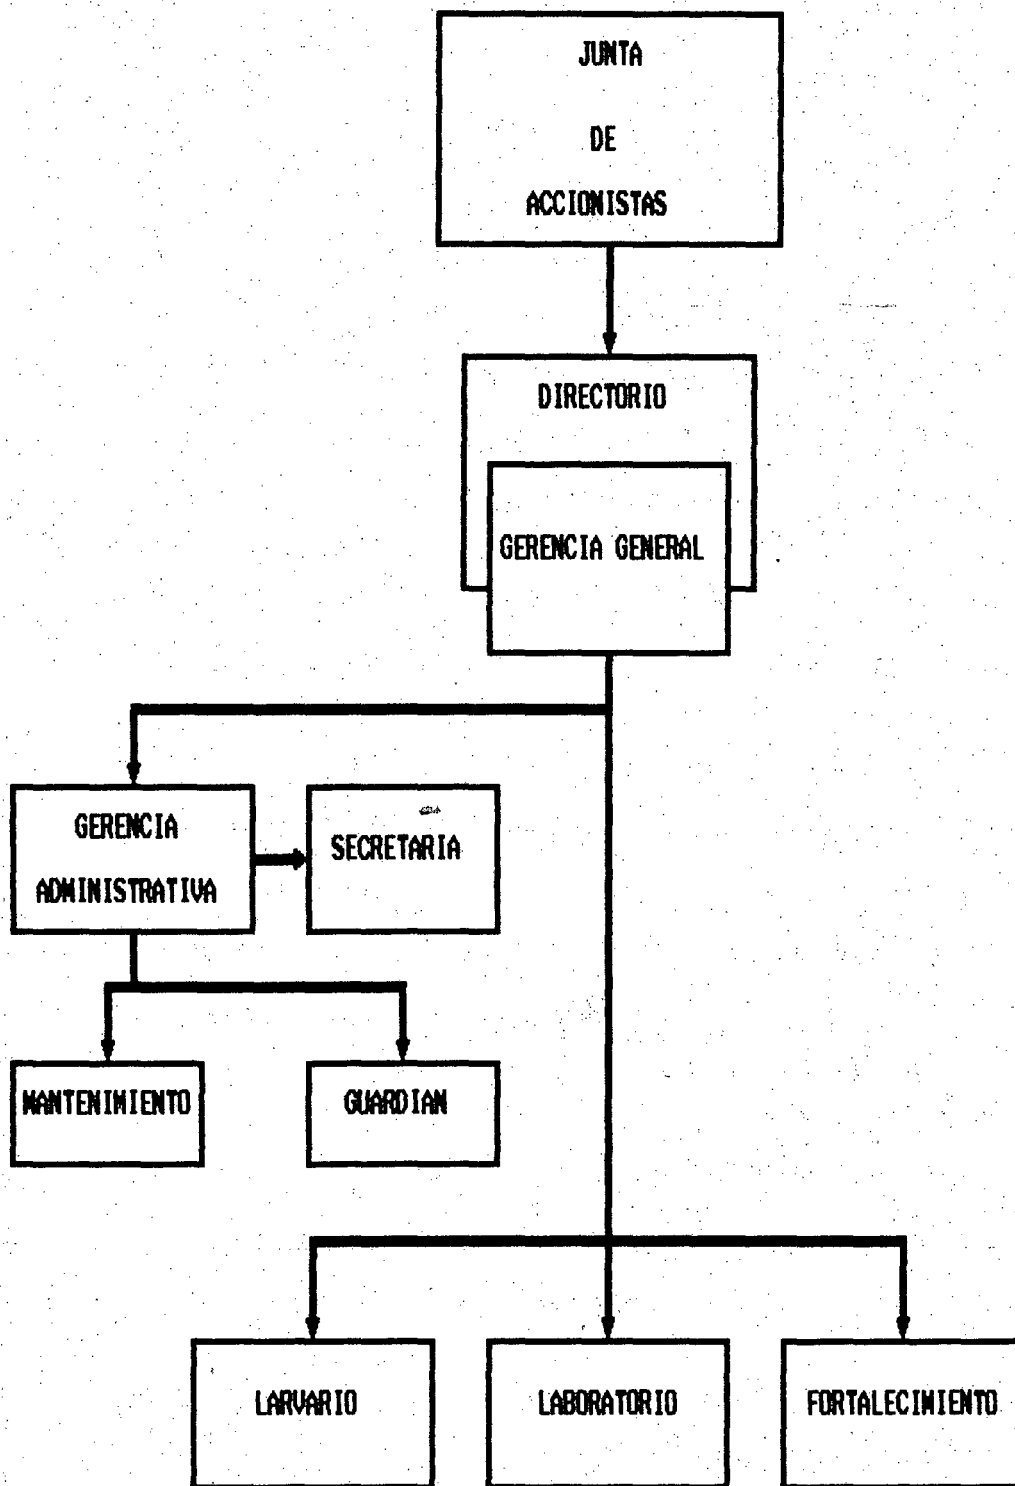 JUNTA
DE
ACCIONISTAS
DIRECTORIO
GERENCIA GENERAL
GERENCIA
ADMINISTRATIVA
SECRETARIA
MANTENIMIENTO
GUARDIAN
LARVARIO
LABORATORIO
FORTALECIMIENTO